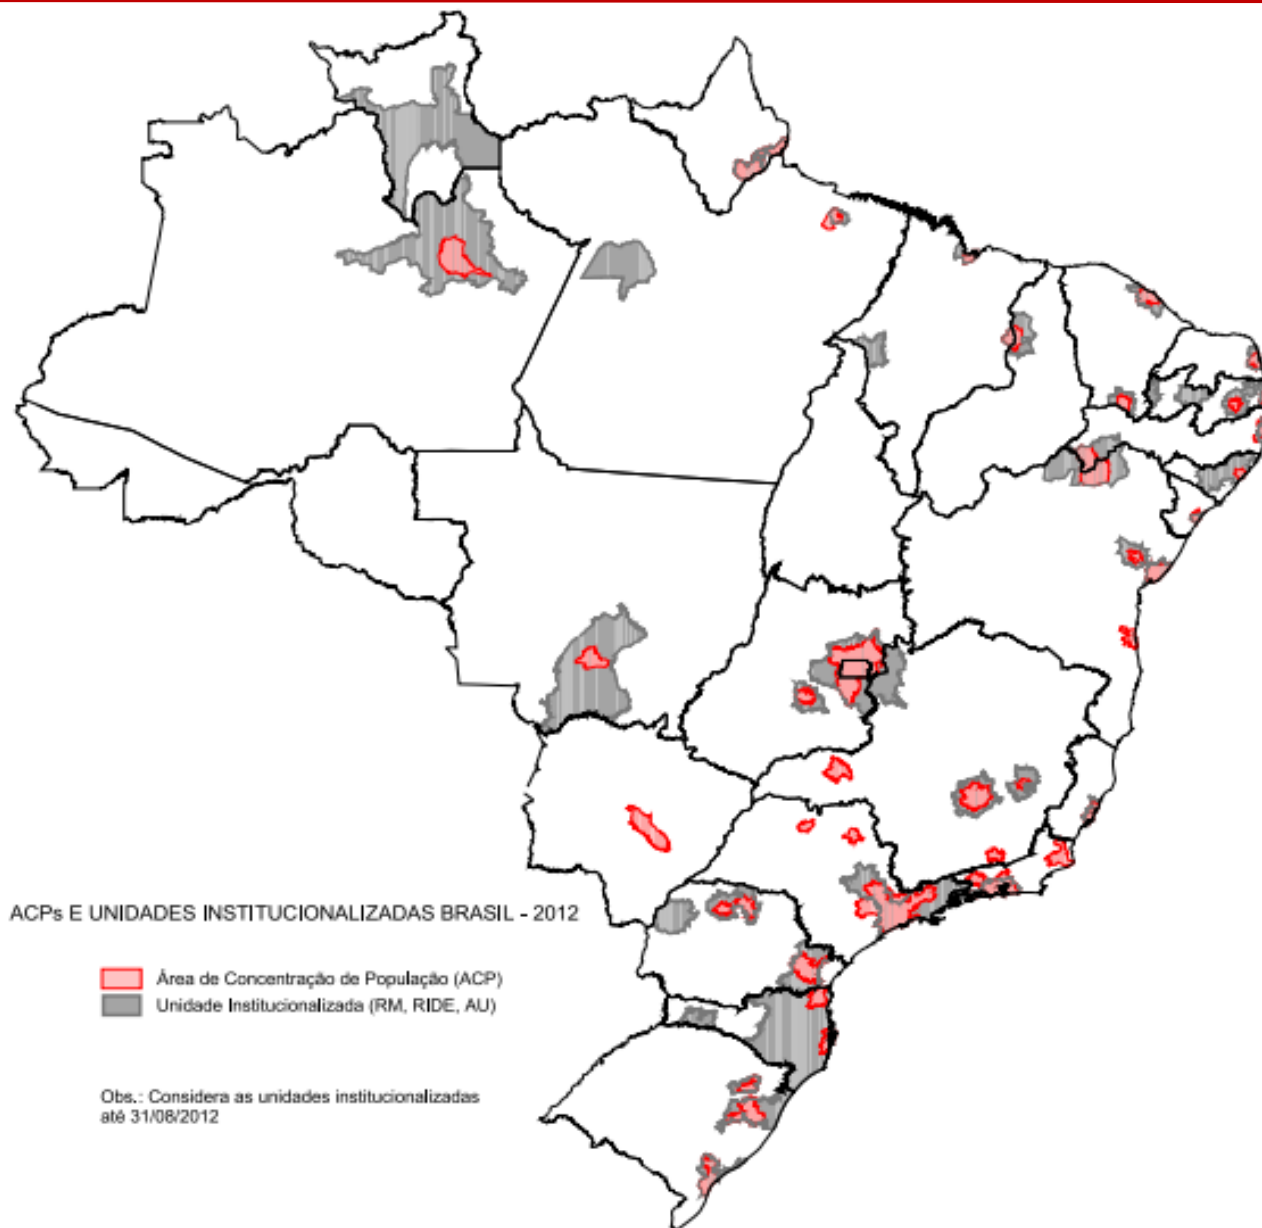 ACPs E UNIDADES INSTITUCIONALIZADAS BRASIL - 2012
Área de Concentração de População (ACP)
Unidade Institucionalizada (RM, RIDE, AU)
Obs.: Considera as unidades institucionalizadas
até 31/08/2012